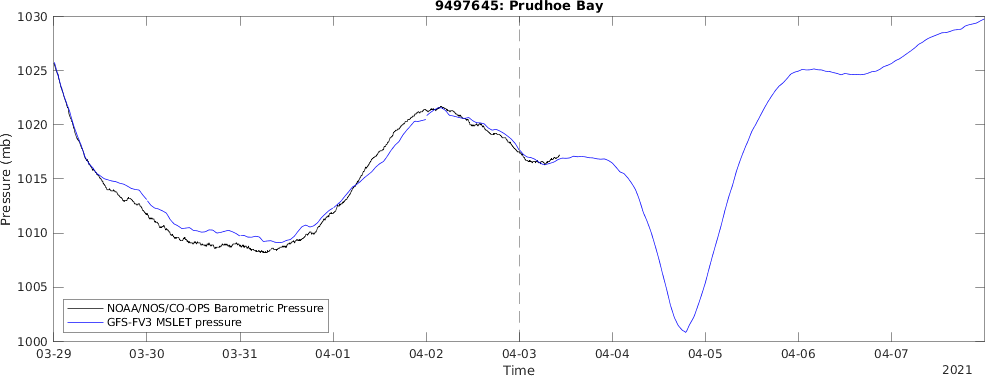 9497645: Prudhoe Bay
1030
1025
1020
1015
1010
1005
1000
Pressure (mb)
NOAA/NOS/CO-OPS Barometric Pressure
GFS-FV3 MSLET pressure
03-29 03-30 03-31 04-01 04-02 04-03 04-04 04-05 04-06 04-07
Time
2021